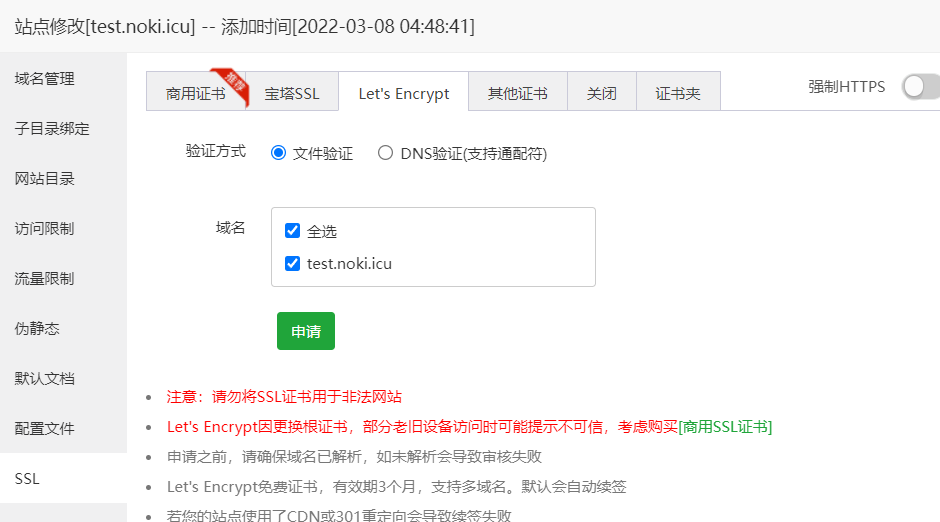 站点修改[test.noki.icu] -- 添加时间[2022-03-08 04:48:41]
域名管理
子目录绑定
网站目录
访问限制
流量限制
伪静态
默认文档
配置文件
SSL
商用证书 推荐 宝塔SSL Let's Encrypt 其他证书 关闭 证书夹 强制HTTPS
验证方式 文件验证 DNS验证(支持通配符)
域名 全选
test.noki.icu
申请
注意：请勿将SSL证书用于非法网站
Let's Encrypt因更换根证书，部分老旧设备访问时可能提示不可信，考虑购买[商用SSL证书]
申请之前，请确保域名已解析，如未解析会导致审核失败
Let's Encrypt免费证书，有效期3个月，支持多域名。默认会自动续签
若您的站点使用了CDN或301重定向会导致续签失败